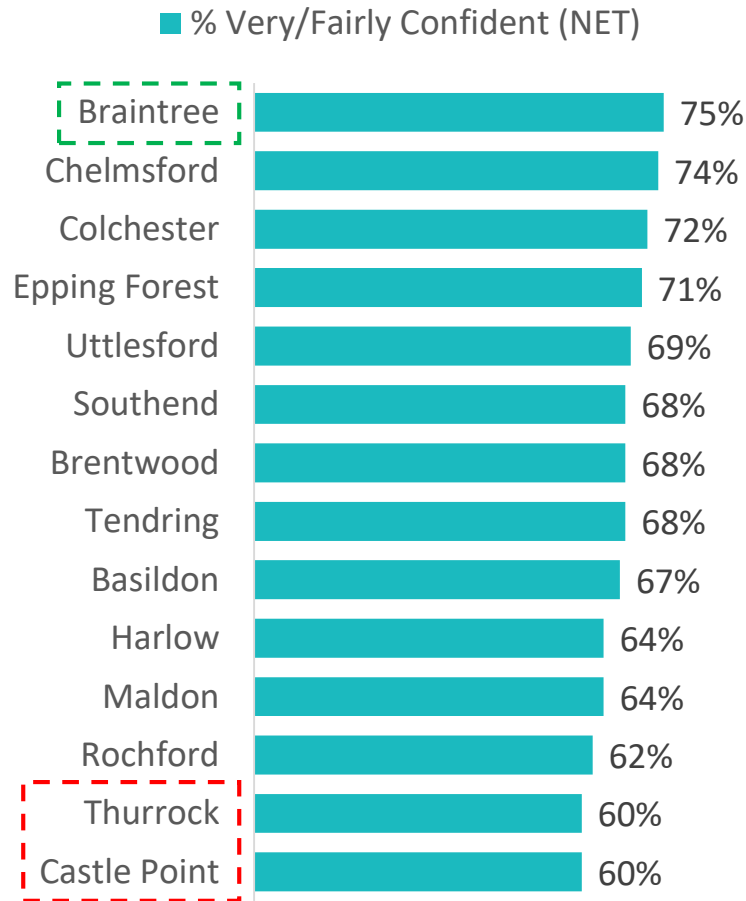 % Very/Fairly Confident (NET)
Braintree 75%
Chelmsford 74%
Colchester 72%
Epping Forest 71%
Uttlesford 69%
Southend 68%
Brentwood 68%
Tendring 68%
Basildon 67%
Harlow 64%
Maldon 64%
Rochford 62%
Thurrock 60%
Castle Point 60%